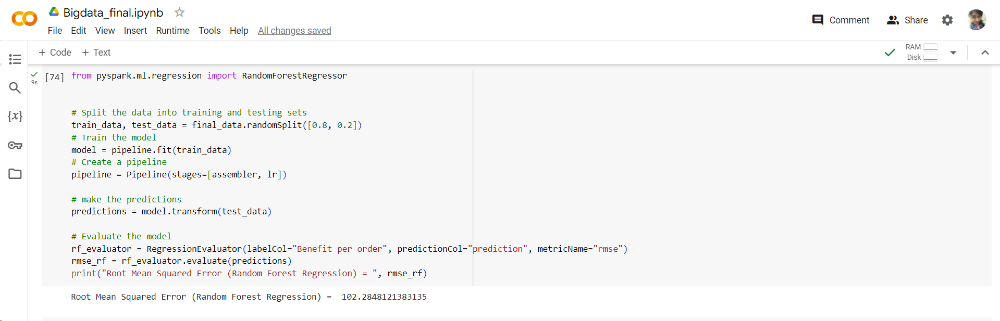 Bigdata_final.ipynb
File Edit View Insert Runtime Tools Help All changes saved
Comment Share
+ Code + Text
RAM
Disk
9s
[74] from pyspark.ml.regression import RandomForestRegressor
# Split the data into training and testing sets
train_data, test_data = final_data.randomSplit([0.8, 0.2])
# Train the model
model = pipeline.fit(train_data)
# Create a pipeline
pipeline = Pipeline(stages=[assembler, lr])
# make the predictions
predictions = model.transform(test_data)
# Evaluate the model
rf_evaluator = RegressionEvaluator(labelCol="Benefit per order", predictionCol="prediction", metricName="rmse")
rmse_rf = rf_evaluator.evaluate(predictions)
print("Root Mean Squared Error (Random Forest Regression) = ", rmse_rf)
Root Mean Squared Error (Random Forest Regression) =  102.2848121383135
{x}